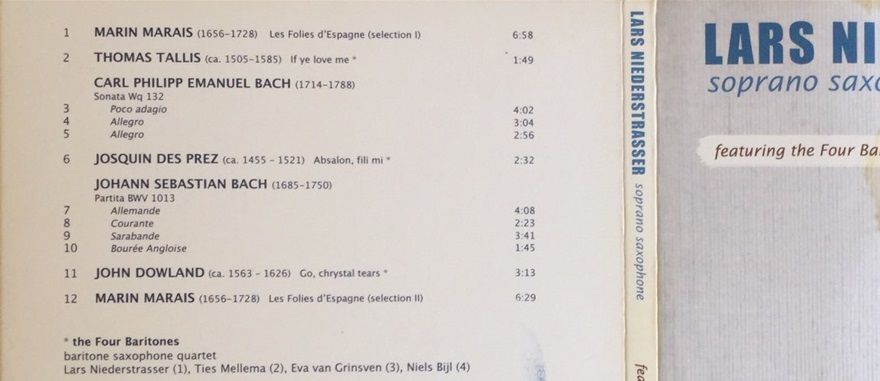 1 MARIN MARAIS (1656-1728) Les Folies d'Espagne (selection I) 6:58
2 THOMAS TALLIS (ca. 1505-1585) If ye love me * 1:49
CARL PHILIPP EMANUEL BACH (1714-1788)
Sonata Wq 132
3 Poco adagio 4:02
4 Allegro 3:04
5 Allegro 2:56
6 JOSQUIN DES PREZ (ca. 1455 - 1521) Absalon, fili mi * 2:32
JOHANN SEBASTIAN BACH (1685-1750)
Partita BWV 1013
7 Allemande 4:08
8 Courante 2:23
9 Sarabande 3:41
10 Bourée Angloise 1:45
11 JOHN DOWLAND (ca. 1563 - 1626) Go, chrystal tears * 3:13
12 MARIN MARAIS (1656-1728) Les Folies d'Espagne (selection II) 6:29
* the Four Baritones
baritone saxophone quartet
Lars Niederstrasser (1), Ties Mellema (2), Eva van Grinsven (3), Niels Bijl (4)
LARS NIEDERSTRASSER soprano saxophone fea
LARS NI
soprano saxo
featuring the Four Ba